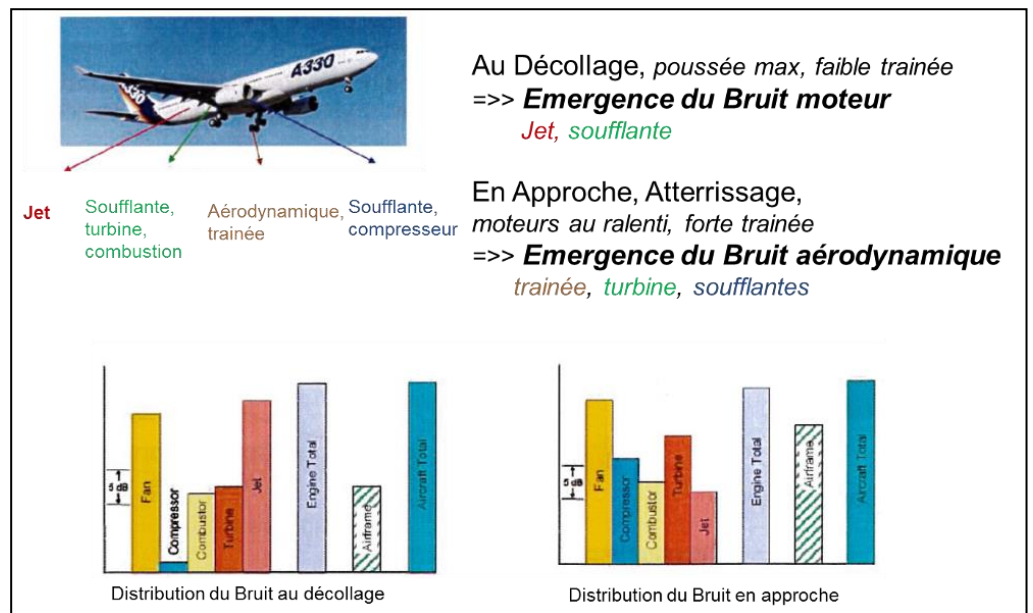 A330
A330
Au Décollage, poussée max, faible trainée
=>> Emergence du Bruit moteur
Jet, soufflante
En Approche, Atterrissage,
moteurs au ralenti, forte trainée
=>> Emergence du Bruit aérodynamique
trainée, turbine, soufflantes
Jet
Soufflante,
turbine,
combustion
Aérodynamique,
trainée
Soufflante,
compresseur
5 dB
Fan
Compressor
Combustor
Turbine
Jet
Engine Total
Airframe
Aircraft Total
Distribution du Bruit au décollage
5 dB
Fan
Compressor
Combustor
Turbine
Jet
Engine Total
Airframe
Aircraft Total
Distribution du Bruit en approche